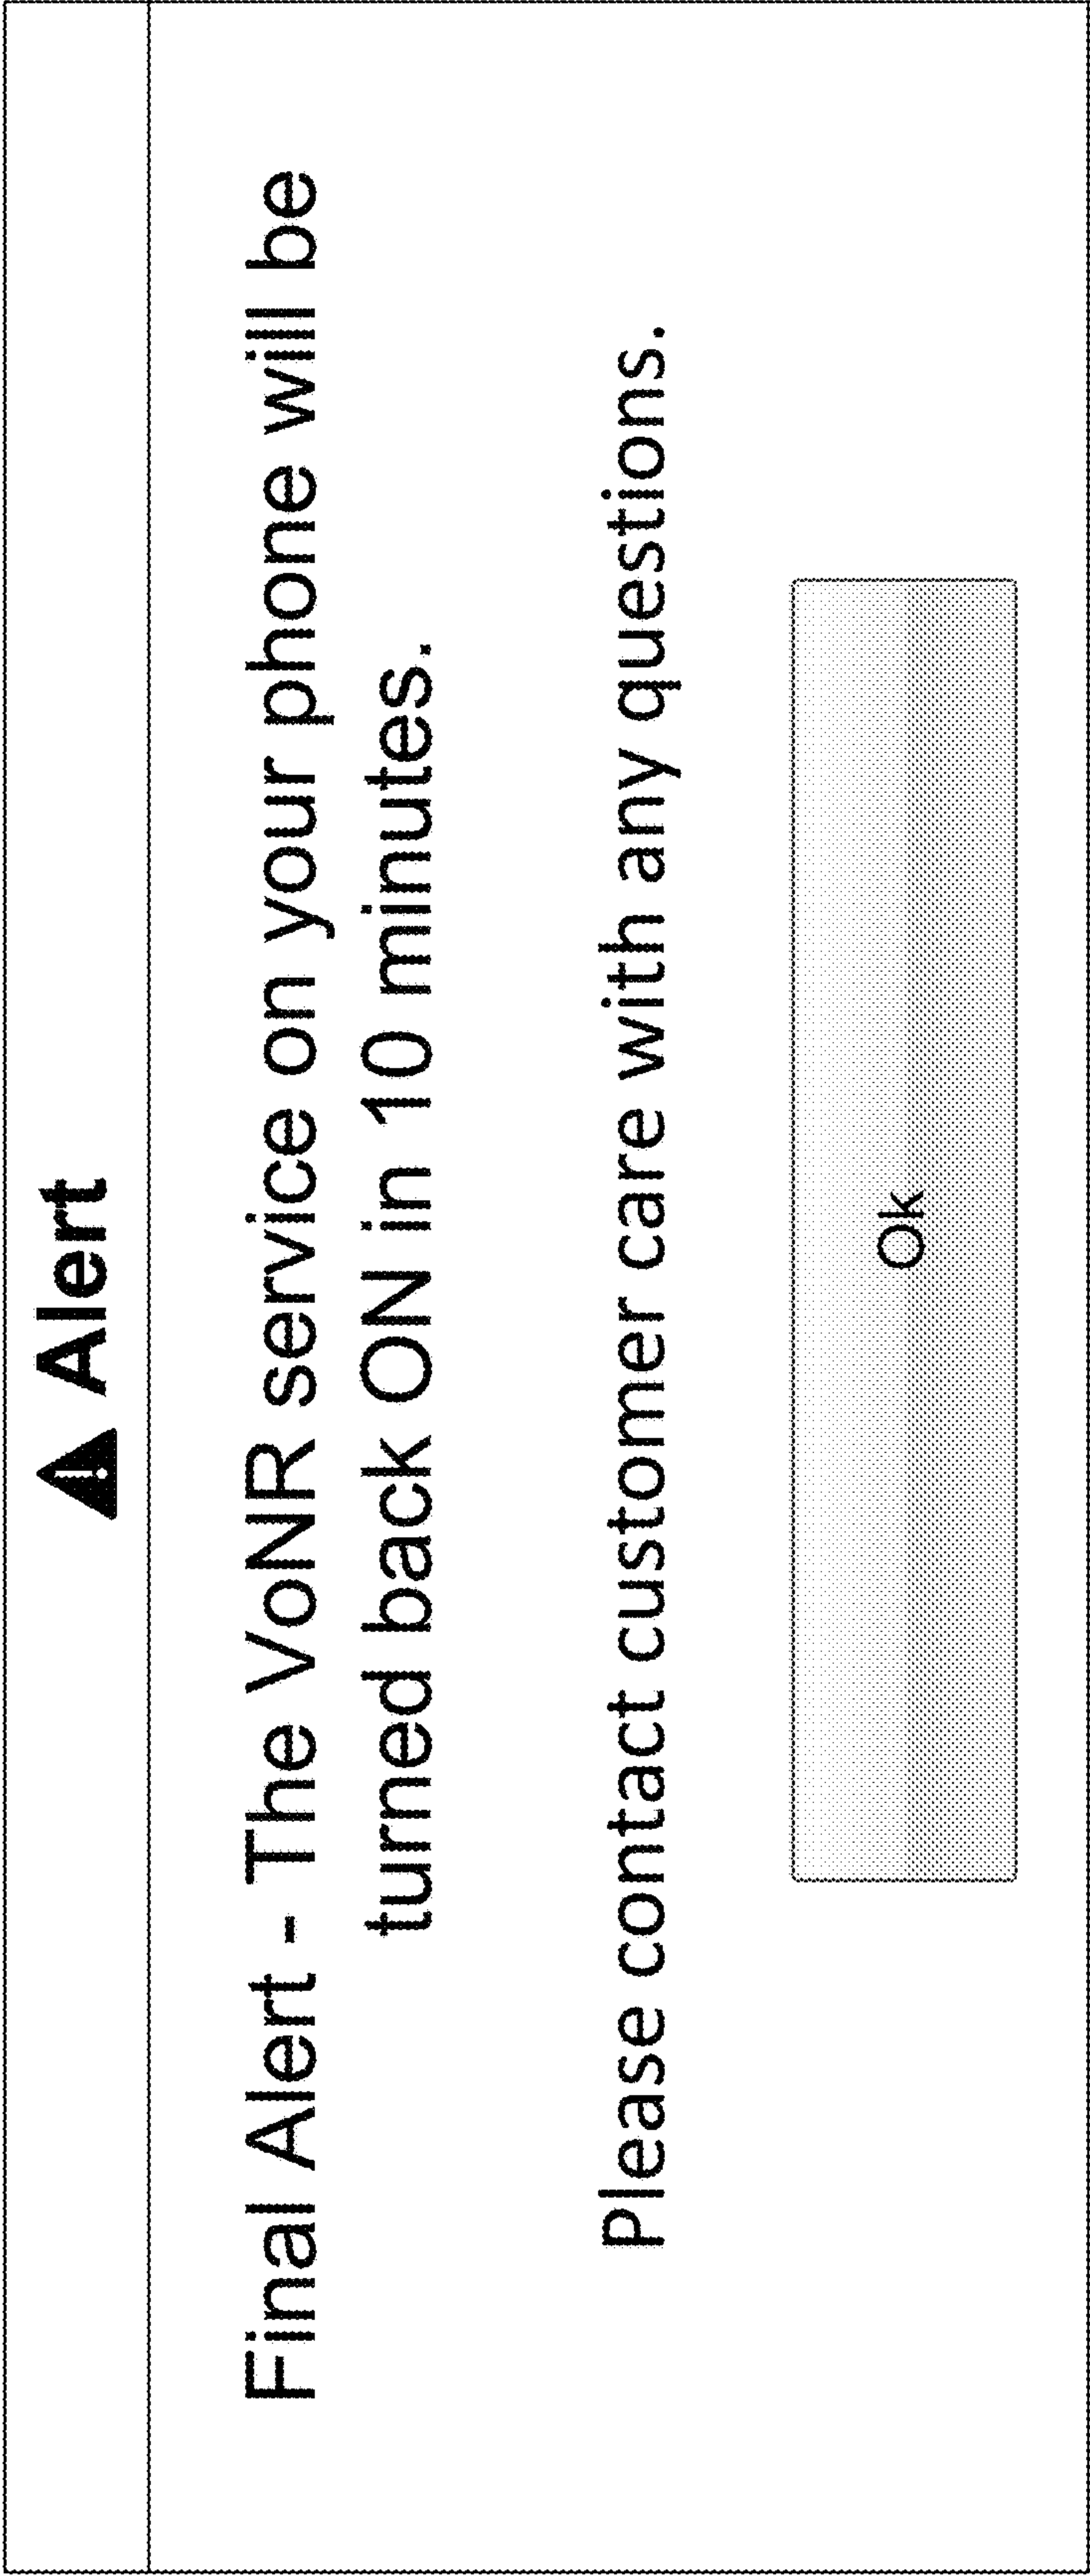 Alert
Final Alert - The VoNR service on your phone will be
turned back ON in 10 minutes.
Please contact customer care with any questions.
Ok